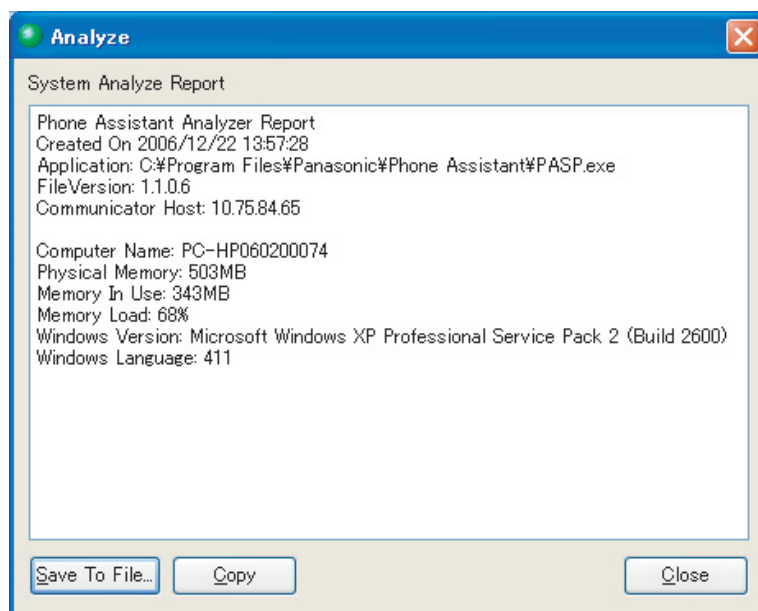 Analyze
System Analyze Report
Phone Assistant Analyzer Report
Created On 2006/12/22 13:57:28
Application: C:¥Program Files¥Panasonic¥Phone Assistant¥PASP.exe
FileVersion: 1.1.0.6
Communicator Host: 10.75.84.65
Computer Name: PC-HP060200074
Physical Memory: 503MB
Memory In Use: 343MB
Memory Load: 68%
Windows Version: Microsoft Windows XP Professional Service Pack 2 (Build 2600)
Windows Language: 411
Save To File... Copy Close